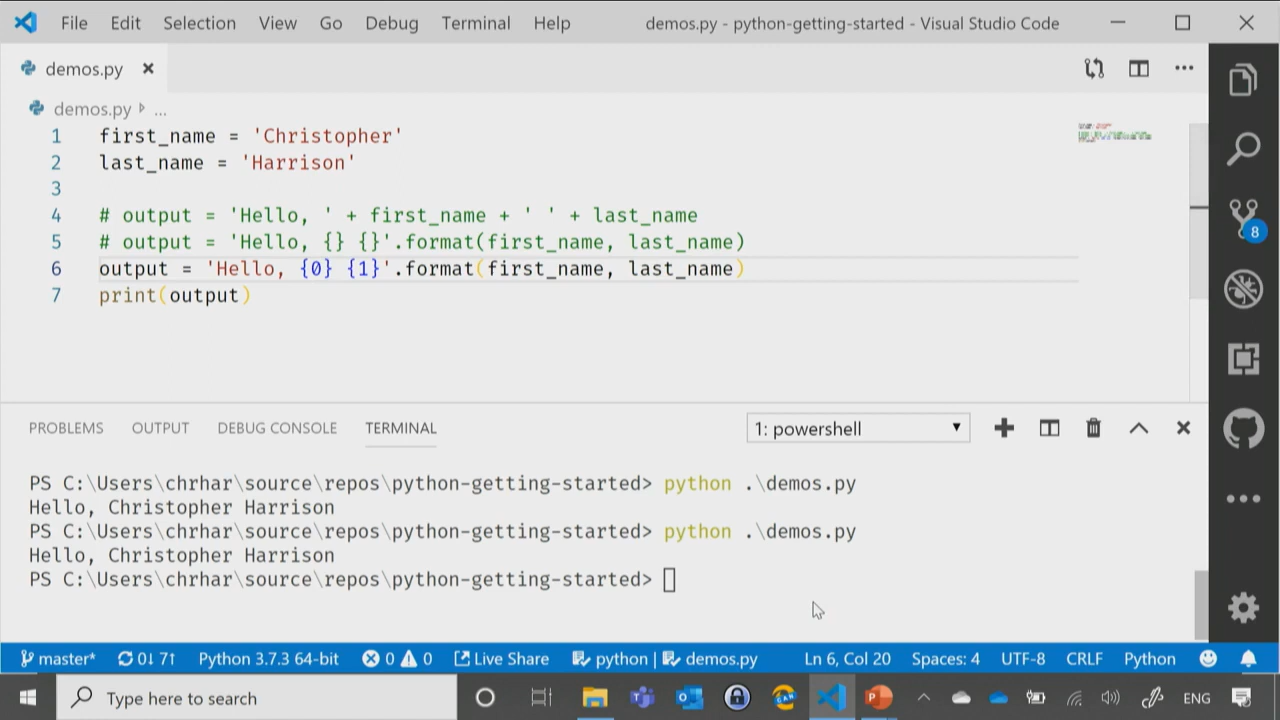 File Edit Selection View Go Debug Terminal Help demos.py - python-getting-started - Visual Studio Code
demos.py
demos.py ...
1 first_name = 'Christopher'
2 last_name = 'Harrison'
3
4 # output = 'Hello, ' + first_name + ' ' + last_name
5 # output = 'Hello, {} {}'.format(first_name, last_name)
6 output = 'Hello, {0} {1}'.format(first_name, last_name)
7 print(output)
8
PROBLEMS OUTPUT DEBUG CONSOLE TERMINAL 1: powershell
PS C:\Users\chrhar\source\repos\python-getting-started> python .\demos.py
Hello, Christopher Harrison
PS C:\Users\chrhar\source\repos\python-getting-started> python .\demos.py
Hello, Christopher Harrison
PS C:\Users\chrhar\source\repos\python-getting-started>
master* 0↓ 7↑ Python 3.7.3 64-bit 0 0 Live Share python | demos.py Ln 6, Col 20 Spaces: 4 UTF-8 CRLF Python
Type here to search ENG